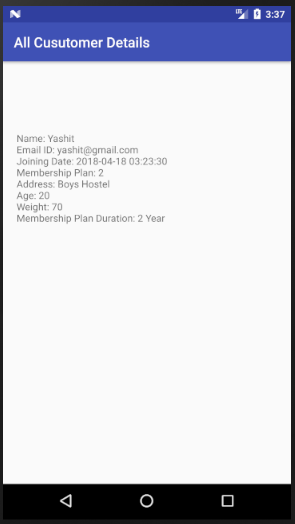 3:37
All Cusutomer Details
Name: Yashit
Email ID: yashit@gmail.com
Joining Date: 2018-04-18 03:23:30
Membership Plan: 2
Address: Boys Hostel
Age: 20
Weight: 70
Membership Plan Duration: 2 Year